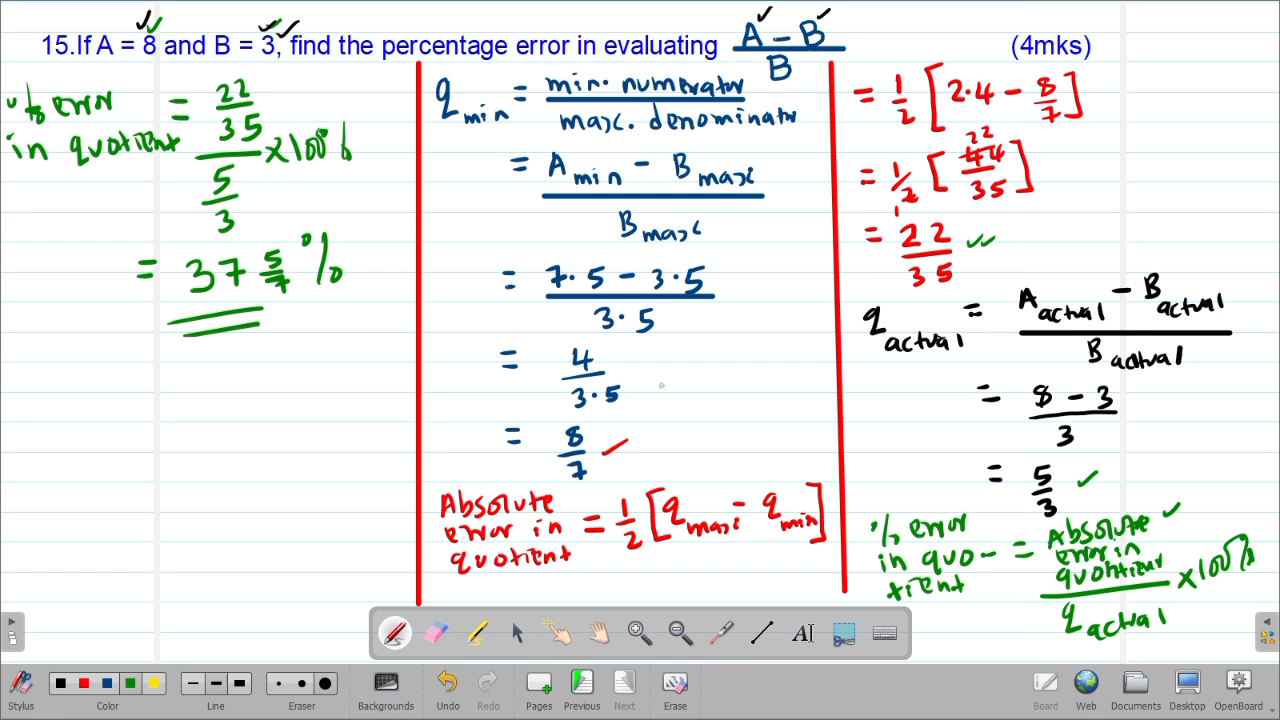 15.If A = 8 and B = 3, find the percentage error in evaluating A - B / B (4mks)
% error in quotient = 22/35 / 5/3 × 100%
= 37 5/7 %
q min = min. numerator / max. denominator
= A min - B max / B max
= 7.5 - 3.5 / 3.5
= 4 / 3.5
= 8/7
Absolute error in quotient = 1/2 [q max - q min]
= 1/2 [2.4 - 8/7]
= 1/2 [44/35]
22
1
= 22/35
q actual = A actual - B actual / B actual
= 8 - 3 / 3
= 5/3
% error in quo-tient = Absolute error in quotient / q actual × 100%
Stylus
Color
Line
Eraser
Backgrounds
Undo
Redo
Pages
Previous
Next
Erase
Board
Web
Documents
Desktop
OpenBoard